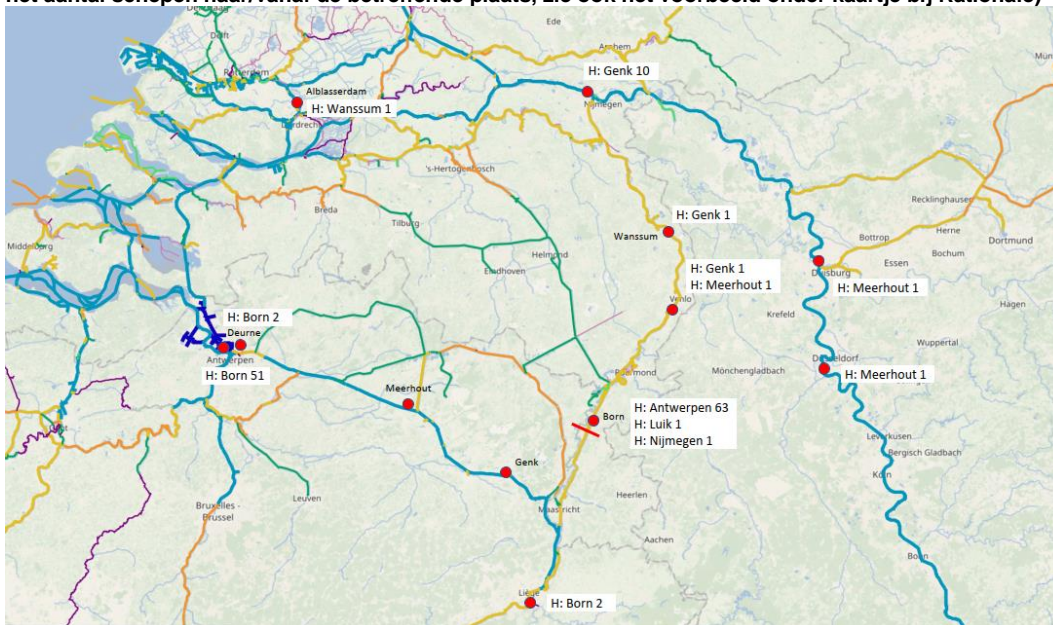 het aantal schepen naar/vanaf de betreffende plaats, zie ook het voorbeeld onder kaartje bij Rationale)
Delft
Ede
Arnhem
Rotterdam
Alblasserdam
H: Wanssum 1
Dordrecht
H: Genk 10
Nijmegen
's-Hertogenbosch
Breda
Tilburg
Helmond
Eindhoven
Middelburg
Wanssum
H: Genk 1
H: Genk 1
H: Meerhout 1
Venlo
Recklinghausen
Bottrop
Herne
Dortmund
Essen
Bochum
Duisburg
H: Meerhout 1
Hagen
Krefeld
Wuppertal
Düsseldorf
H: Meerhout 1
Mönchengladbach
H: Born 2
Deurne
Antwerpen
H: Born 51
Meerhout
Roermond
Born
H: Antwerpen 63
H: Luik 1
H: Nijmegen 1
Leverkusen
Bergisch Gladbach
Köln
Genk
Leuven
Bruxelles -
Brussel
Maastricht
Heerlen
Aachen
Bonn
Liège
H: Born 2